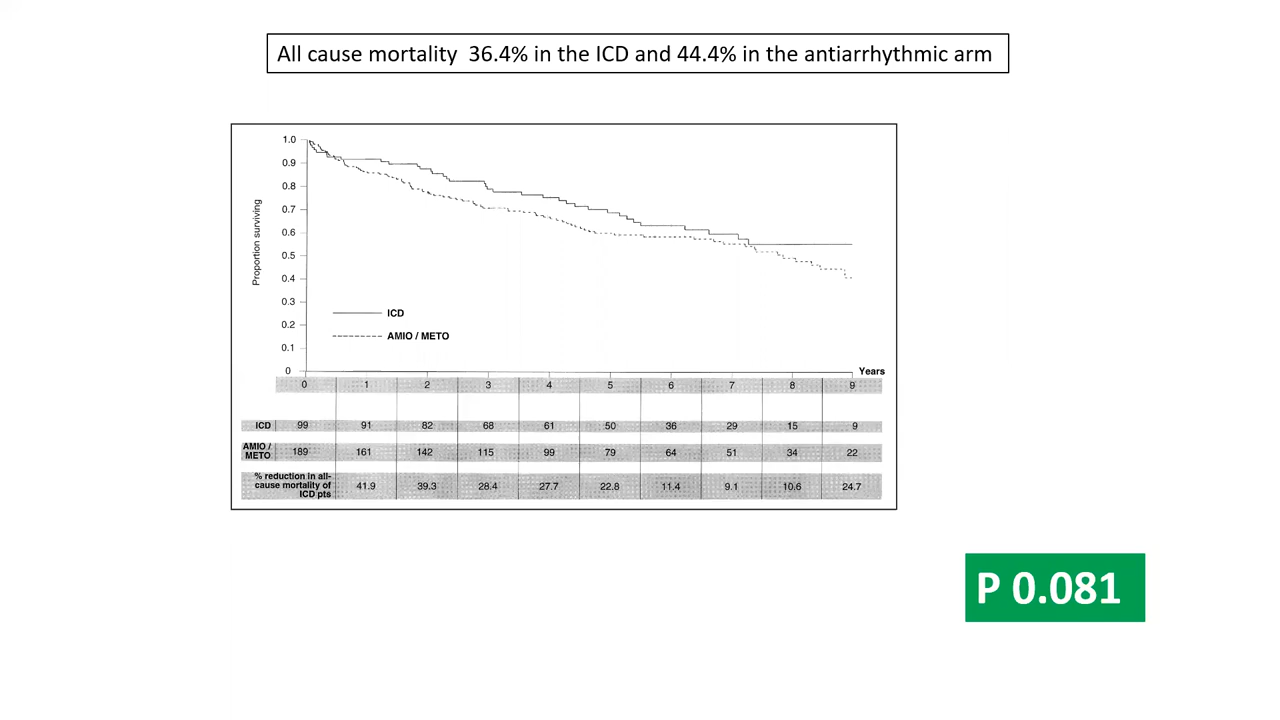 All cause mortality 36.4% in the ICD and 44.4% in the antiarrhythmic arm
1.0
0.9
0.8
0.7
0.6
0.5
0.4
0.3
0.2
0.1
0
Proportion surviving
ICD
AMIO / METO
Years
0 1 2 3 4 5 6 7 8 9
ICD 99 91 82 68 61 50 36 29 15 9
AMIO /
METO 189 161 142 115 99 79 64 51 34 22
% reduction in all-
cause mortality of
ICD pts 41.9 39.3 28.4 27.7 22.8 11.4 9.1 10.6 24.7
P 0.081